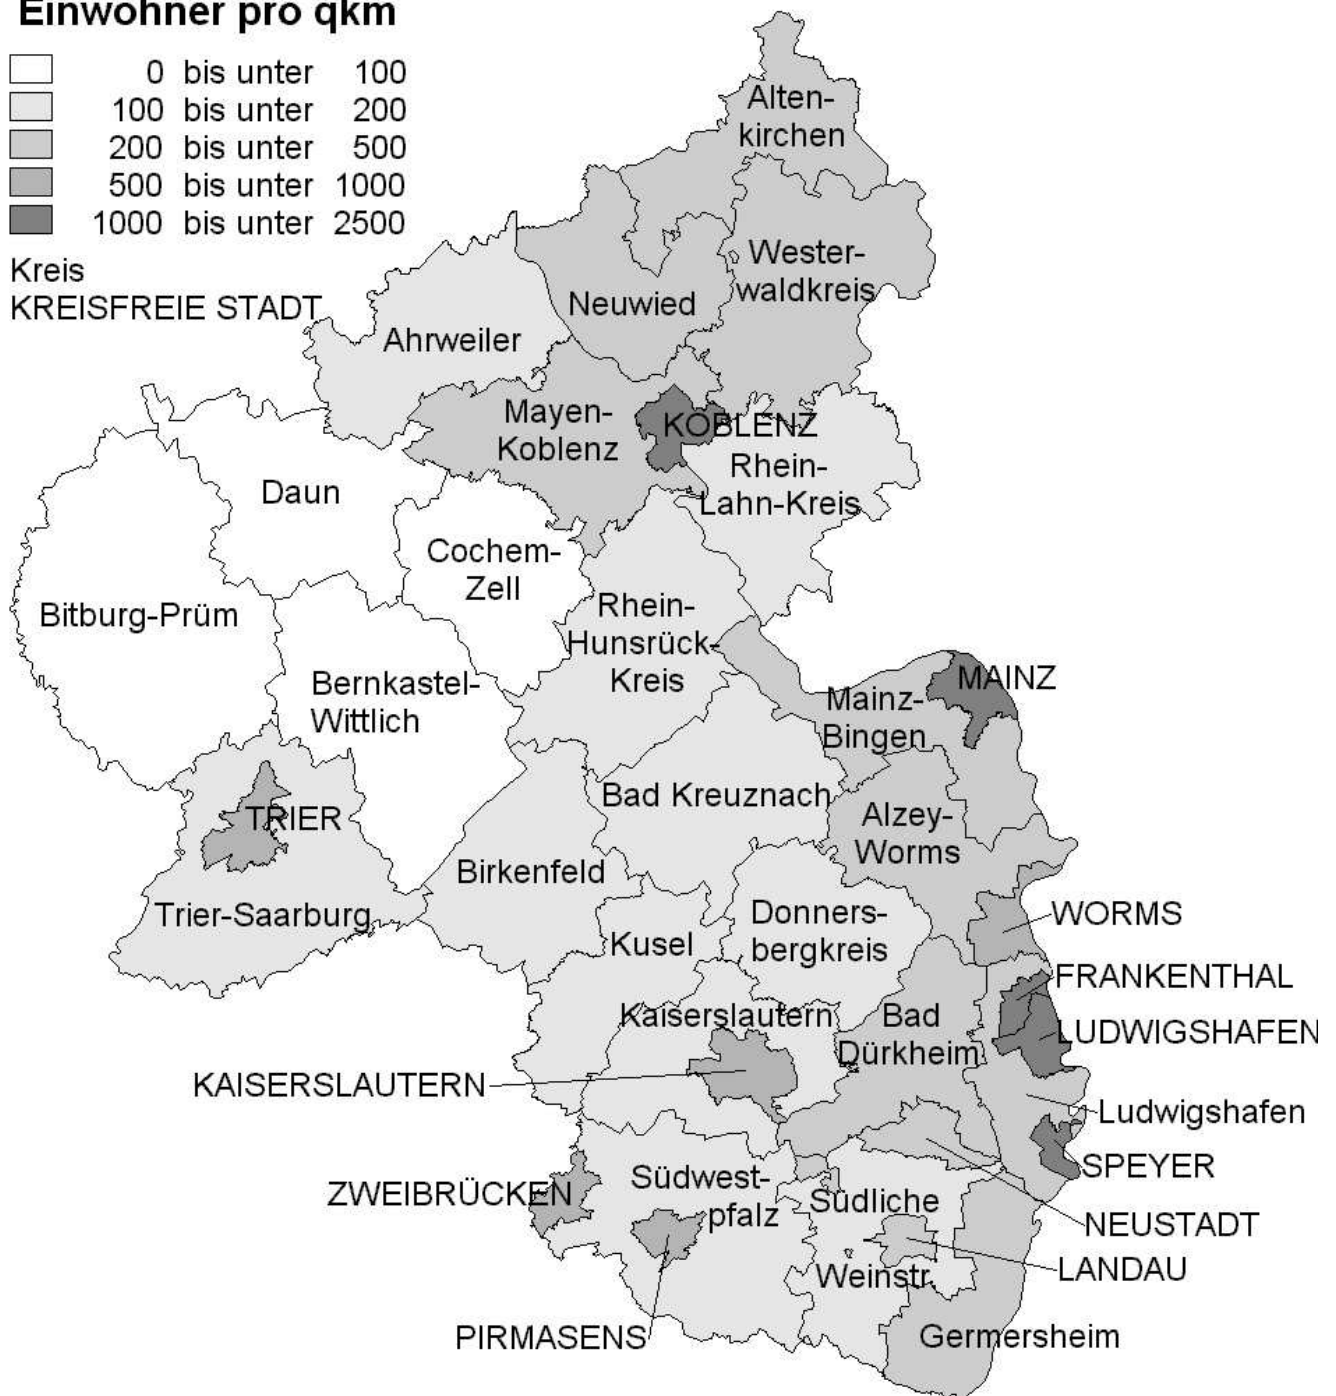 Einwohner pro qkm
0 bis unter 100
100 bis unter 200
200 bis unter 500
500 bis unter 1000
1000 bis unter 2500
Kreis
KREISFREIE STADT
Alten-
kirchen
Wester-
waldkreis
Neuwied
Ahrweiler
Mayen-
Koblenz
KOBLENZ
Rhein-
Lahn-Kreis
Daun
Cochem-
Zell
Bitburg-Prüm
Rhein-
Hunsrück-
Kreis
Bernkastel-
Wittlich
MAINZ
Mainz-
Bingen
Bad Kreuznach
TRIER
Alzey-
Worms
Birkenfeld
Trier-Saarburg
Kusel
Donners-
bergkreis
WORMS
FRANKENTHAL
Kaiserslautern
Bad
Dürkheim
LUDWIGSHAFEN
KAISERSLAUTERN
Ludwigshafen
SPEYER
ZWEIBRÜCKEN
Südwest-
pfalz
Südliche
Weinstr.
NEUSTADT
LANDAU
PIRMASENS
Germersheim